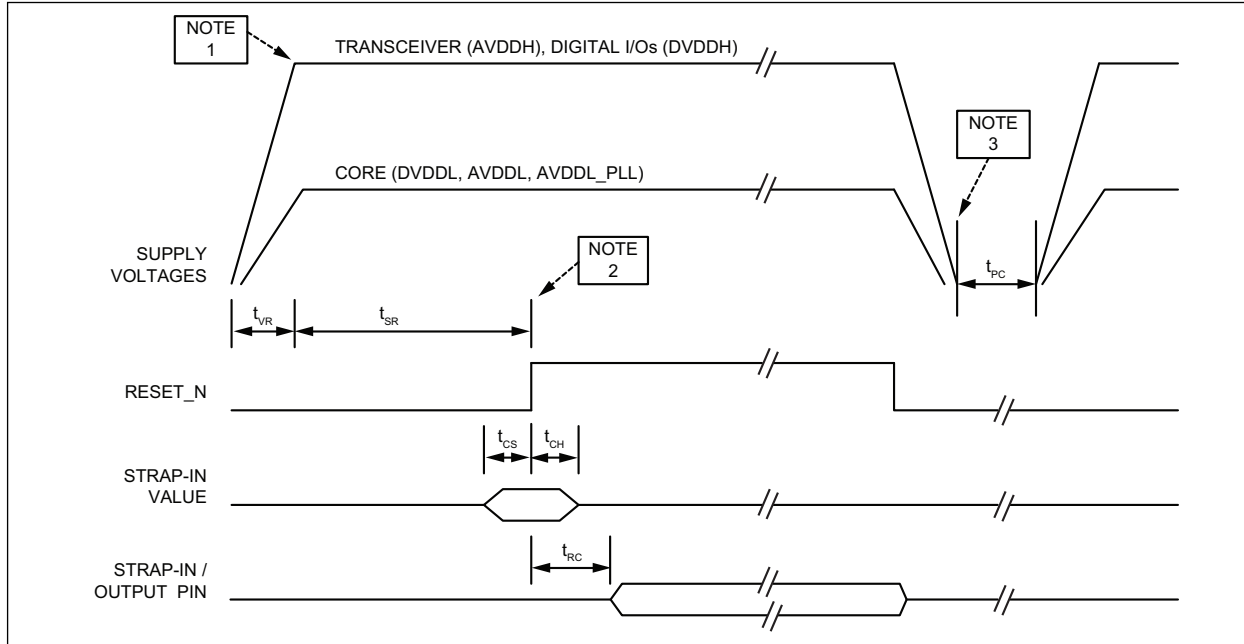 NOTE
1
TRANSCEIVER (AVDDH), DIGITAL I/Os (DVDDH)
NOTE
3
CORE (DVDDL, AVDDL, AVDDL_PLL)
NOTE
2
SUPPLY
VOLTAGES
tPC
tVR
tSR
RESET_N
tCS
tCH
STRAP-IN
VALUE
tRC
STRAP-IN /
OUTPUT PIN